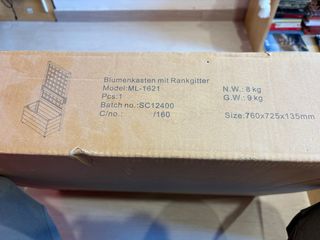 Blumenkasten mit Rankgitter
Model:ML-1621
Pcs:1
Batch no.:SC12400
C/no.: /160
N.W.: 8 kg
G.W.: 9 kg
Size:760x725x135mm